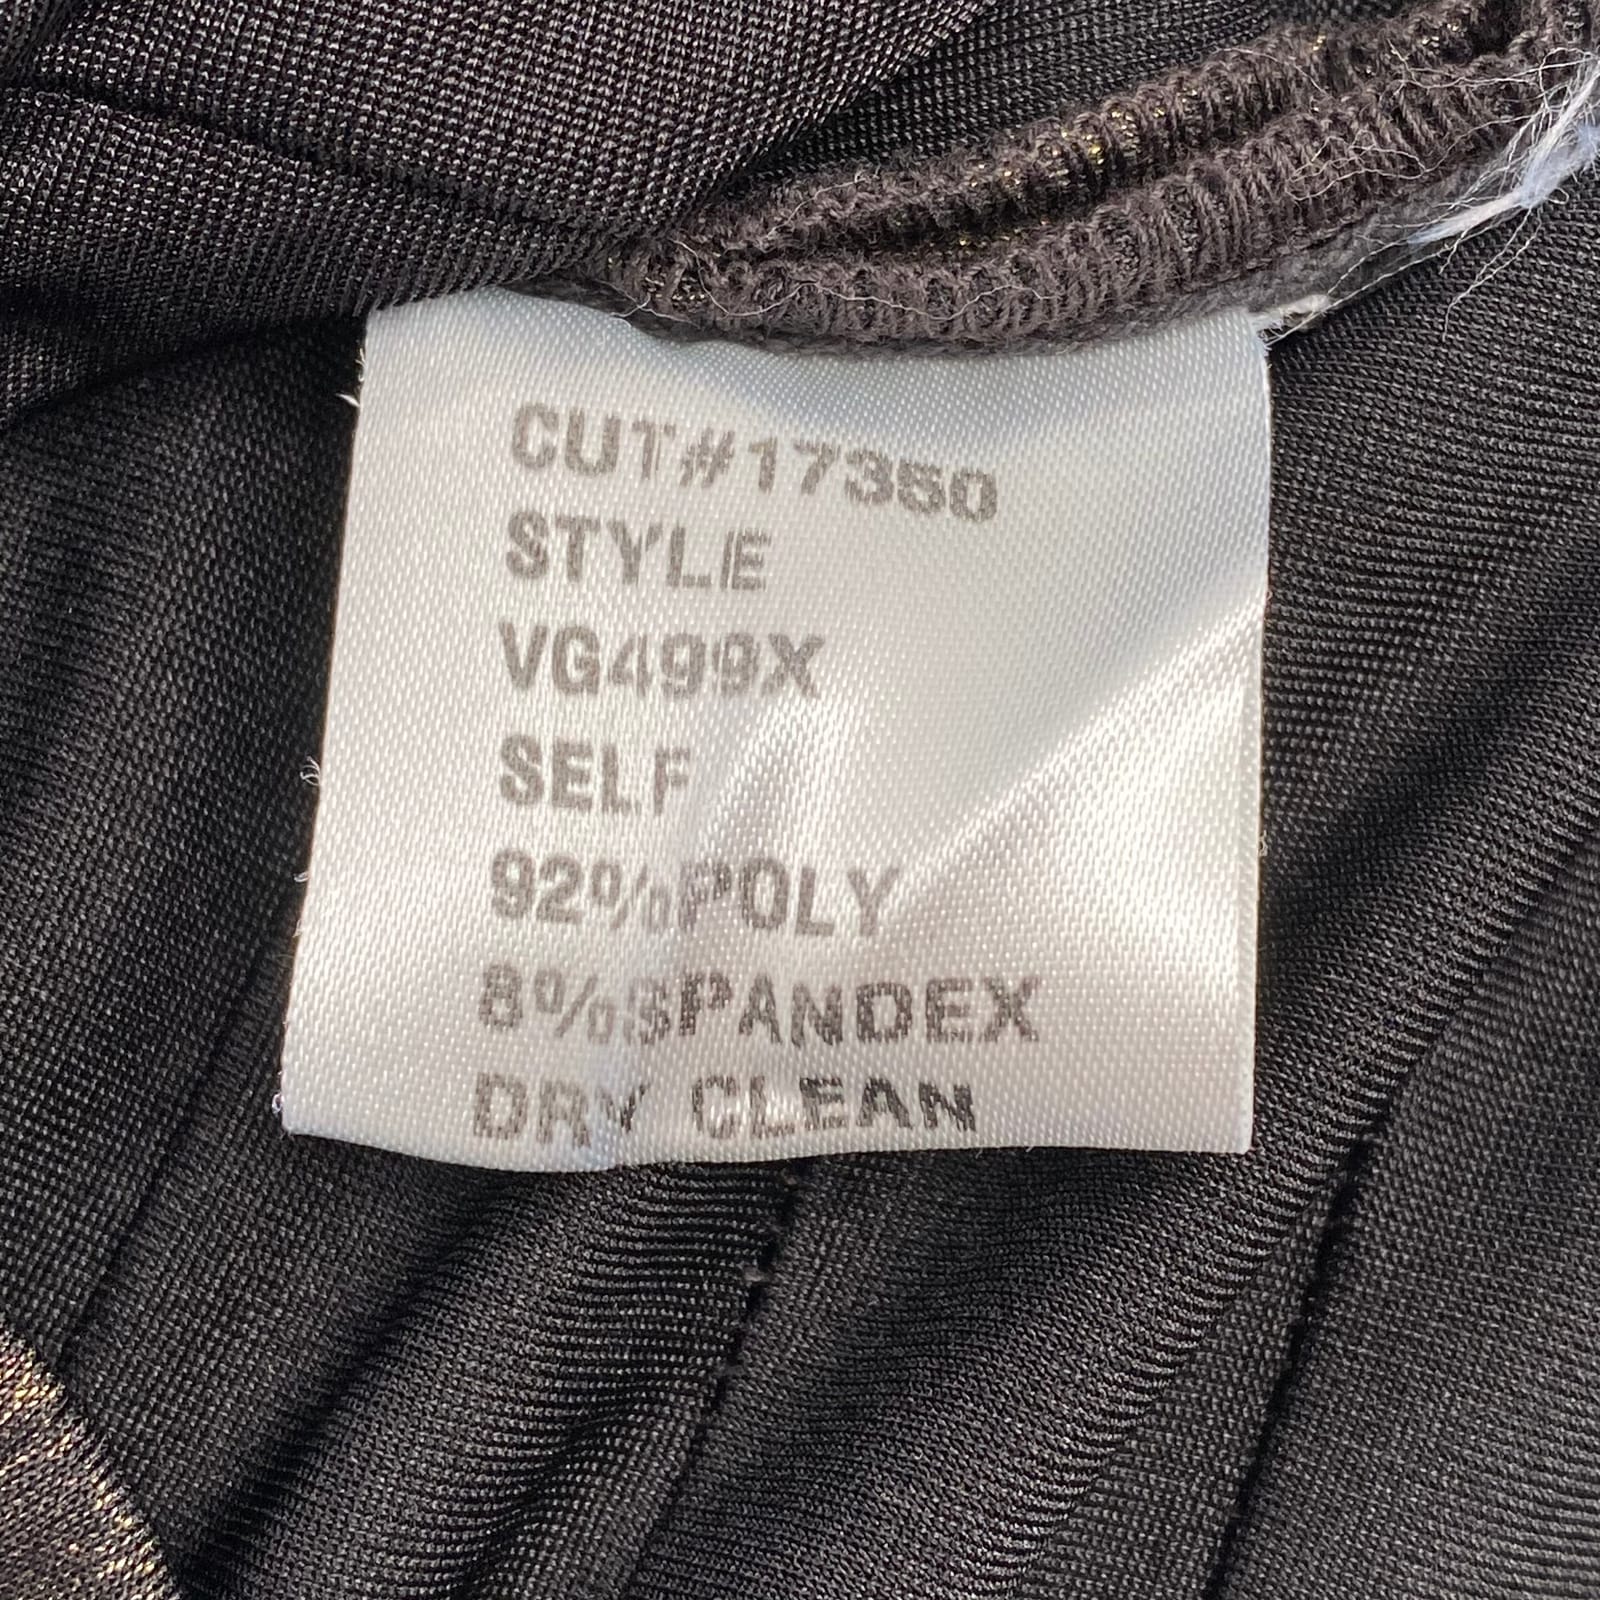 CUT#17350
STYLE
VG499X
SELF
92%POLY
8%SPANDEX
DRY CLEAN